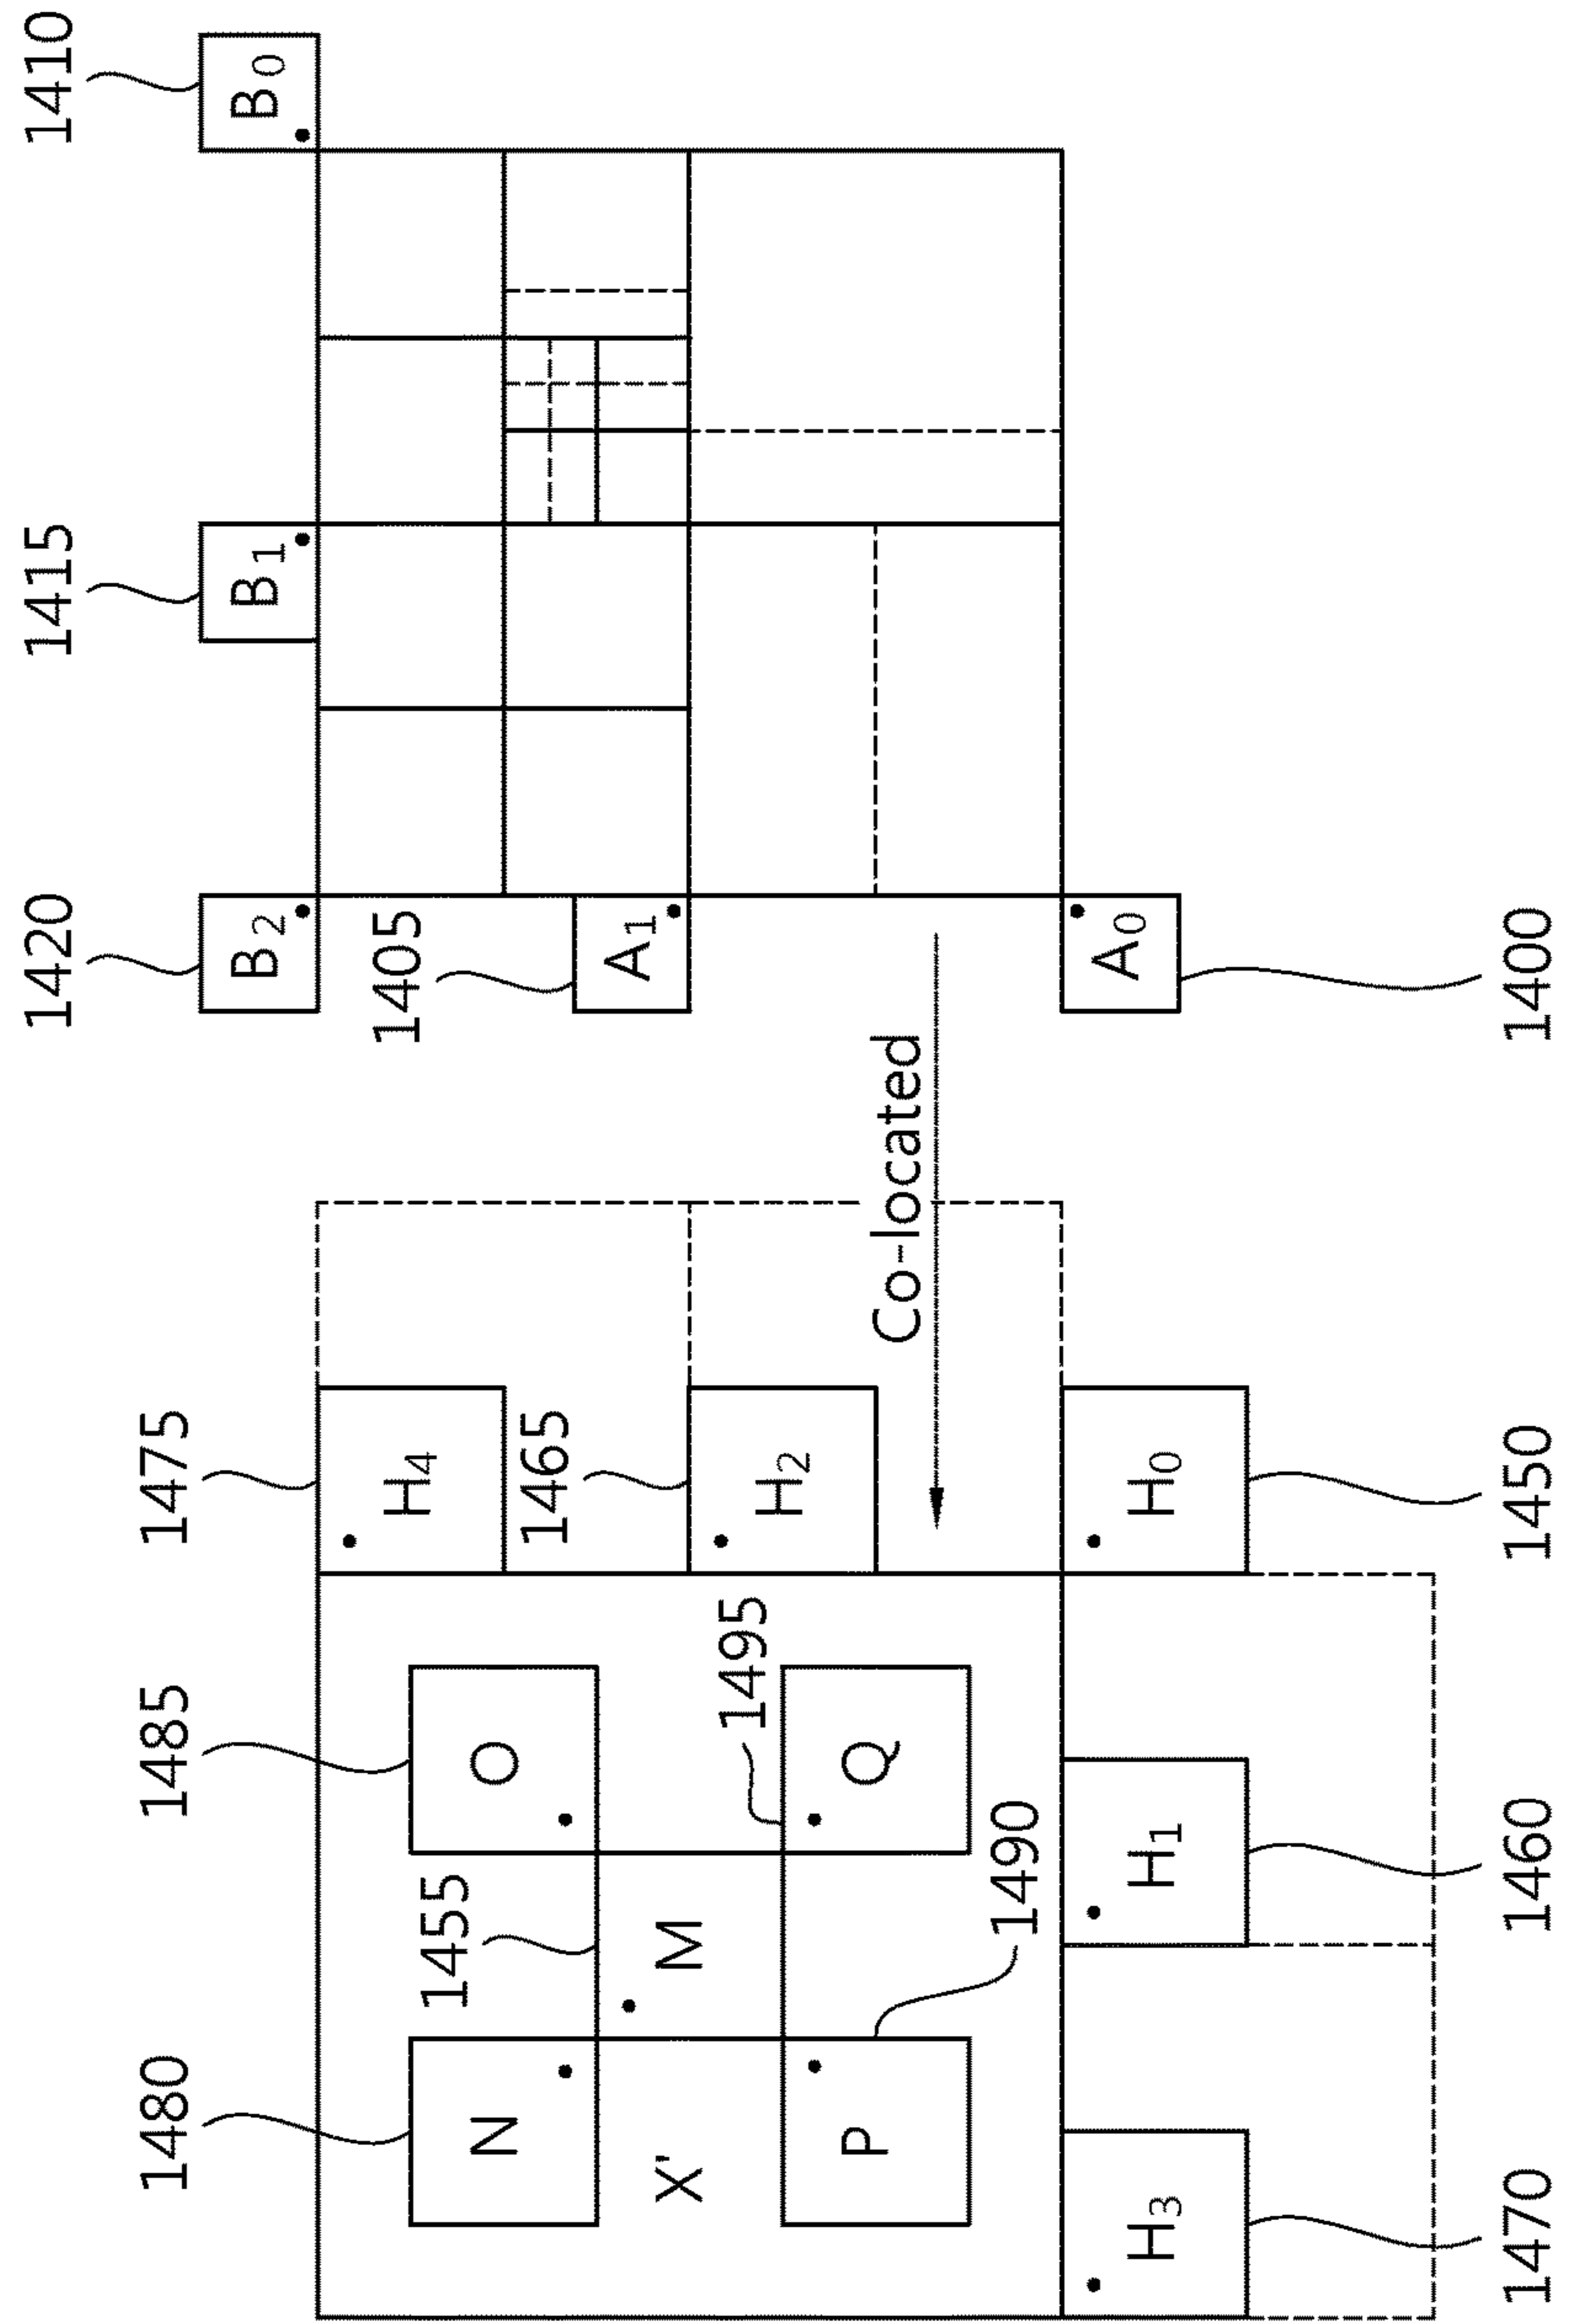 1420 1415 1410
1480 1485 1475
B2 B1 B0
H4 1405
1455
N O 1465
A1
X' M
1495 H2
P Q Co-located
1490
H3 H1 H0 A0
1470 1460 1450 1400